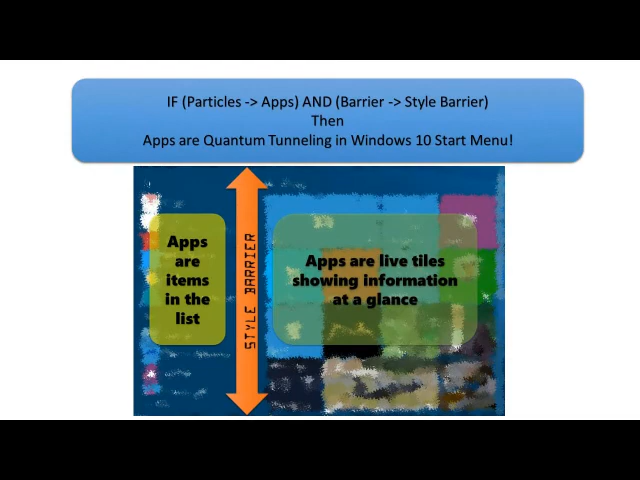 IF (Particles -> Apps) AND (Barrier -> Style Barrier)
Then
Apps are Quantum Tunneling in Windows 10 Start Menu!
Apps
are
items
in the
list
STYLE BARRIER
Apps are live tiles
showing information
at a glance